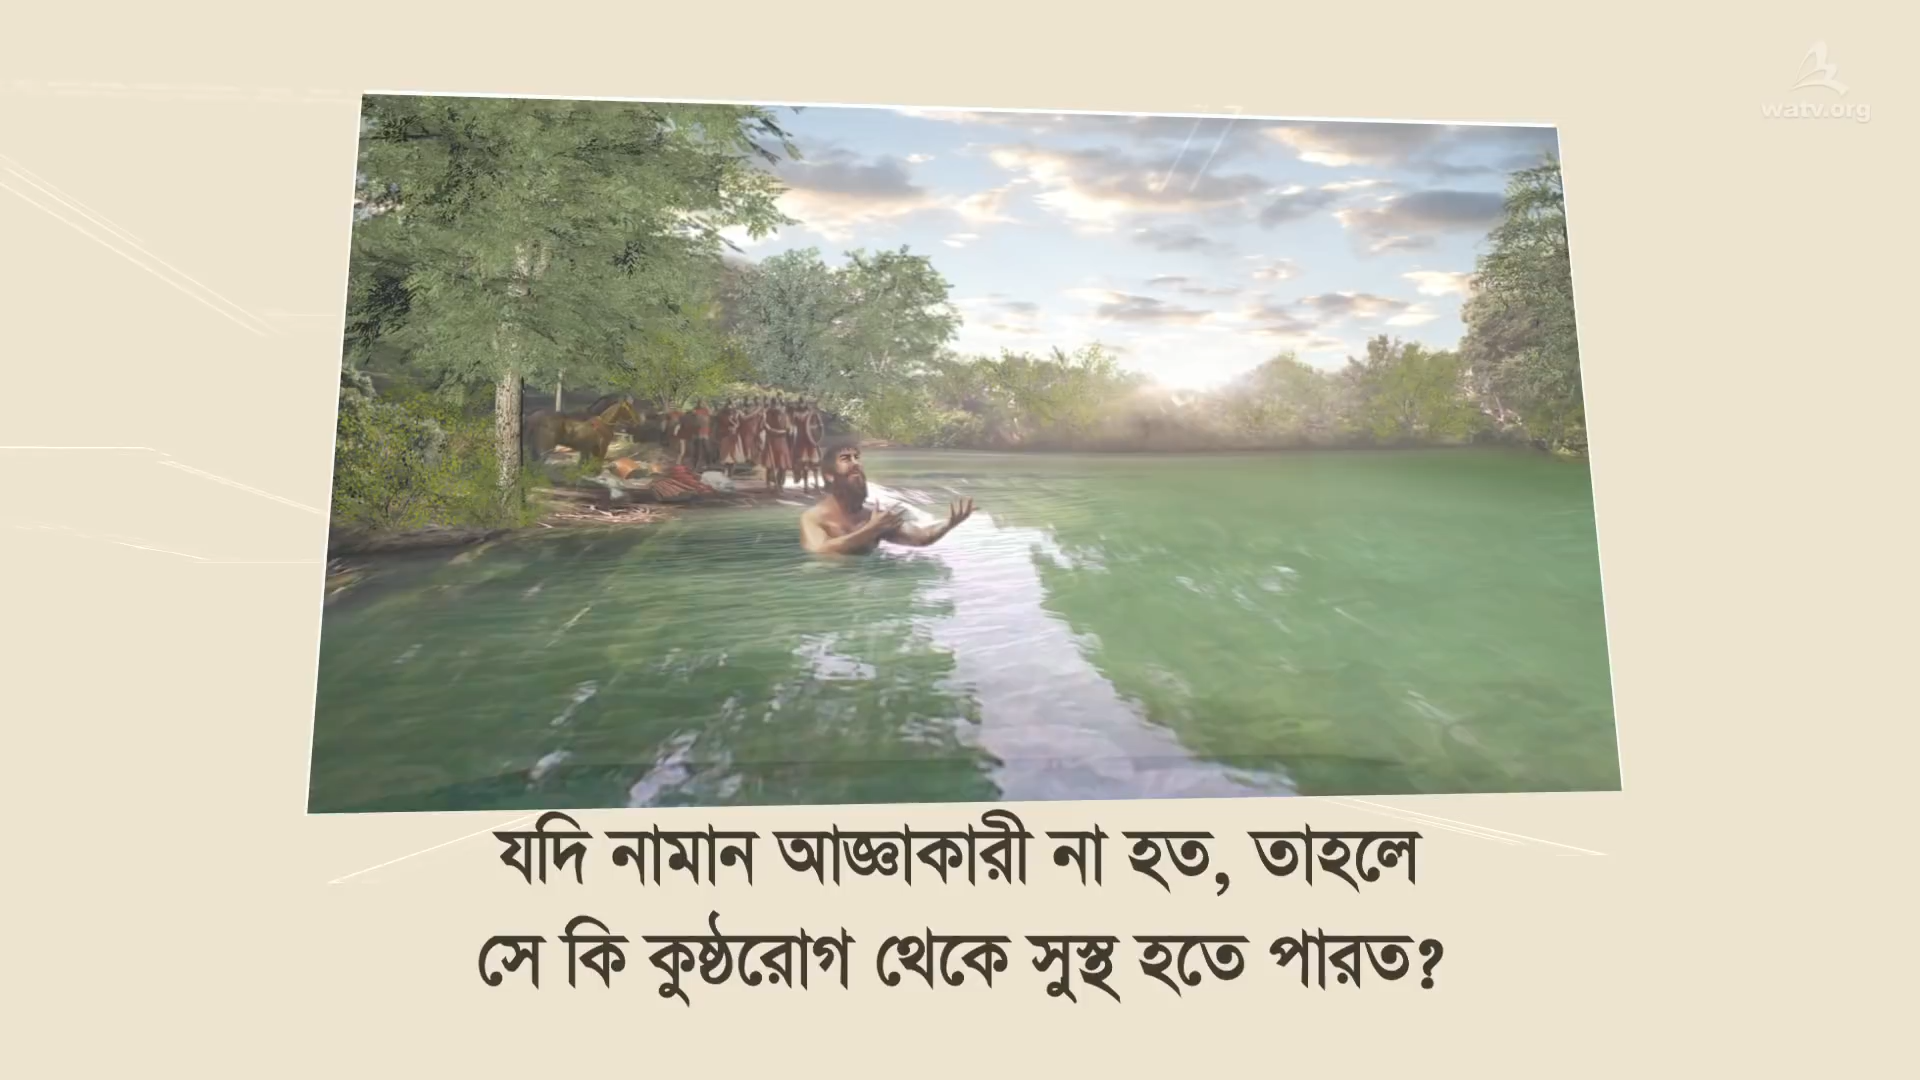 watv.org
যদি নামান আজ্ঞাকারী না হত, তাহলে
সে কি কুষ্ঠরোগ থেকে সুস্থ হতে পারত?